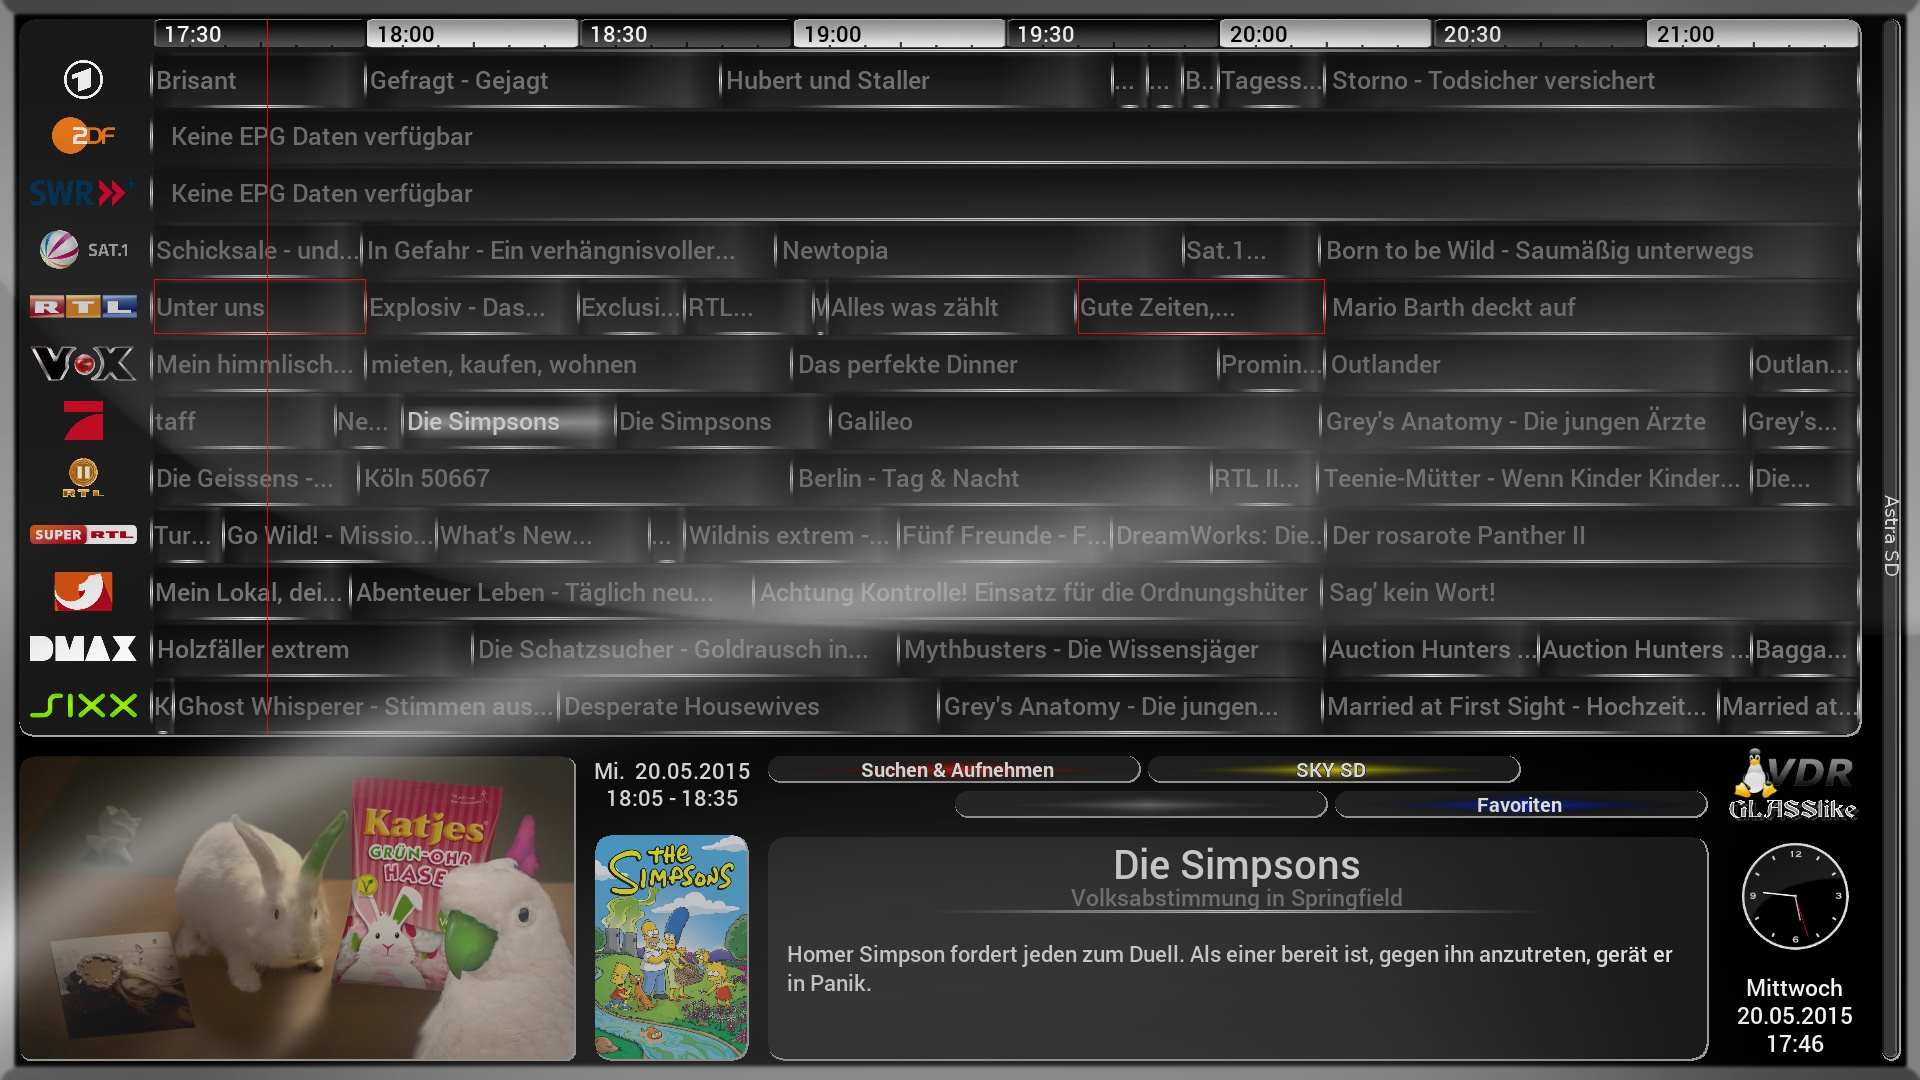 17:30 18:00 18:30 19:00 19:30 20:00 20:30 21:00
1 Brisant Gefragt - Gejagt Hubert und Staller ... ... B.. Tagess... Storno - Todsicher versichert
ZDF Keine EPG Daten verfügbar
SWR Keine EPG Daten verfügbar
SAT.1 Schicksale - und... In Gefahr - Ein verhängnisvoller... Newtopia Sat.1... Born to be Wild - Saumäßig unterwegs
RTL Unter uns Explosiv - Das... Exclusi... RTL... Alles was zählt Gute Zeiten,... Mario Barth deckt auf
VOX Mein himmlisch... mieten, kaufen, wohnen Das perfekte Dinner Promin... Outlander Outlan...
taff Ne... Die Simpsons Die Simpsons Galileo Grey's Anatomy - Die jungen Ärzte Grey's...
II RTL Die Geissens -... Köln 50667 Berlin - Tag & Nacht RTL II... Teenie-Mütter - Wenn Kinder Kinder... Die...
SUPER RTL Tur... Go Wild! - Missio... What's New... ... Wildnis extrem -... Fünf Freunde - F... DreamWorks: Die.. Der rosarote Panther II
Mein Lokal, dei... Abenteuer Leben - Täglich neu... Achtung Kontrolle! Einsatz für die Ordnungshüter Sag' kein Wort!
DMAX Holzfäller extrem Die Schatzsucher - Goldrausch in... Mythbusters - Die Wissensjäger Auction Hunters ... Auction Hunters ... Bagga...
SIXX K Ghost Whisperer - Stimmen aus... Desperate Housewives Grey's Anatomy - Die jungen... Married at First Sight - Hochzeit... Married at...
Astra SD
Katjes
GRÜN-OHR
HASE
Mi. 20.05.2015
18:05 - 18:35
Suchen & Aufnehmen
SKY SD
Favoriten
THE
SIMPSONS
Die Simpsons
Volksabstimmung in Springfield
Homer Simpson fordert jeden zum Duell. Als einer bereit ist, gegen ihn anzutreten, gerät er
in Panik.
VDR
GLASSlike
12
9 3
6
Mittwoch
20.05.2015
17:46